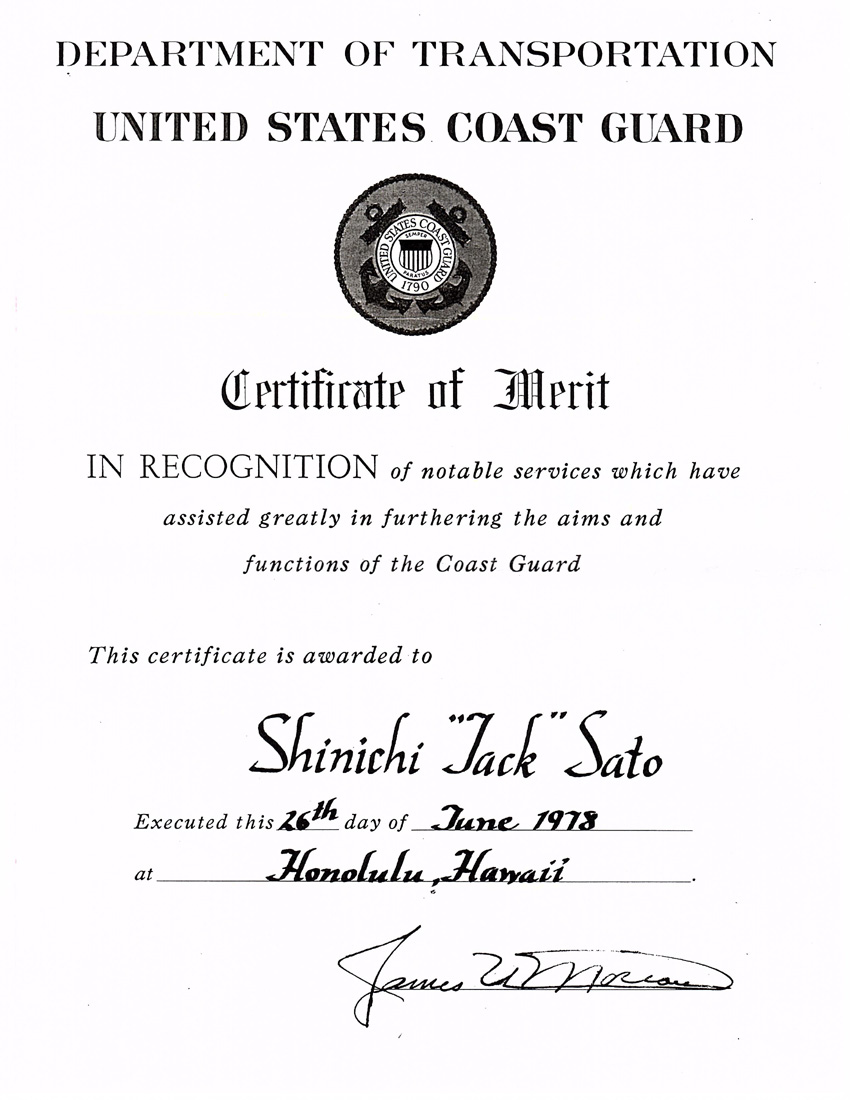 DEPARTMENT OF TRANSPORTATION
UNITED STATES COAST GUARD
UNITED STATES COAST GUARD
SEMPER
PARATUS
1790
Certificate of Merit
IN RECOGNITION of notable services which have
assisted greatly in furthering the aims and
functions of the Coast Guard
This certificate is awarded to
Shinichi "Jack" Sato
Executed this 26th day of June 1978
at Honolulu, Hawaii.
James W Moreau